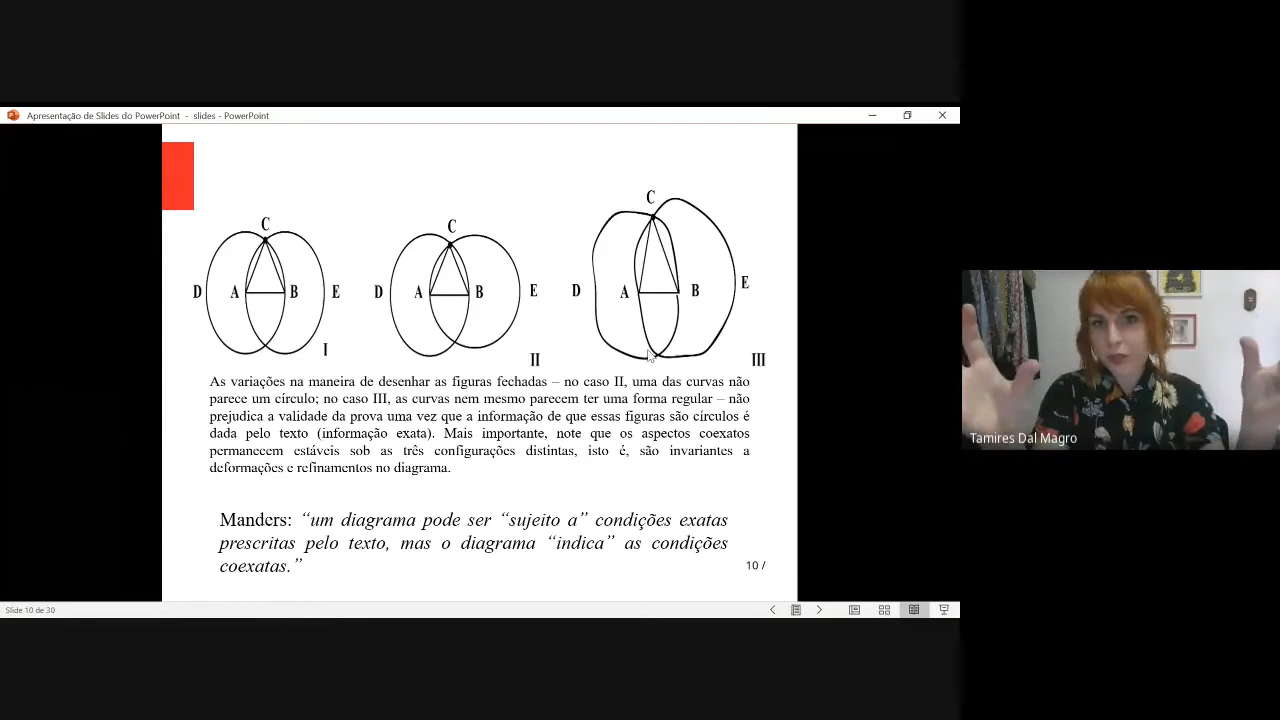 Apresentação de Slides do PowerPoint - slides - PowerPoint
C
C
C
D A B E
D A B E
D A B E
I
II
III
As variações na maneira de desenhar as figuras fechadas – no caso II, uma das curvas não
parece um círculo; no caso III, as curvas nem mesmo parecem ter uma forma regular – não
prejudica a validade da prova uma vez que a informação de que essas figuras são círculos é
dada pelo texto (informação exata). Mais importante, note que os aspectos coexatos
permanecem estáveis sob as três configurações distintas, isto é, são invariantes a
deformações e refinamentos no diagrama.
Manders: “um diagrama pode ser “sujeito a” condições exatas
prescritas pelo texto, mas o diagrama “indica” as condições
coexatas.”
10 /
Slide 10 de 30
Tamires Dal Magro